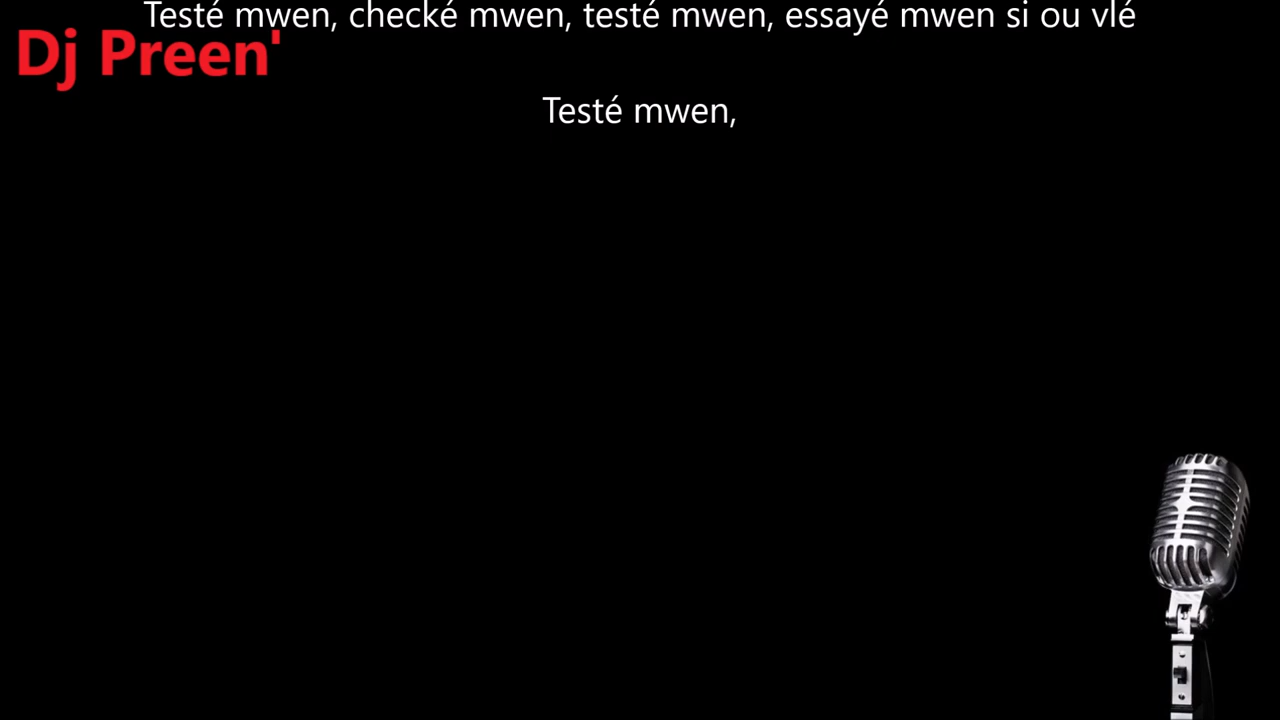 Testé mwen, checké mwen, testé mwen, essayé mwen si ou vlé
Dj Preen'
Testé mwen,